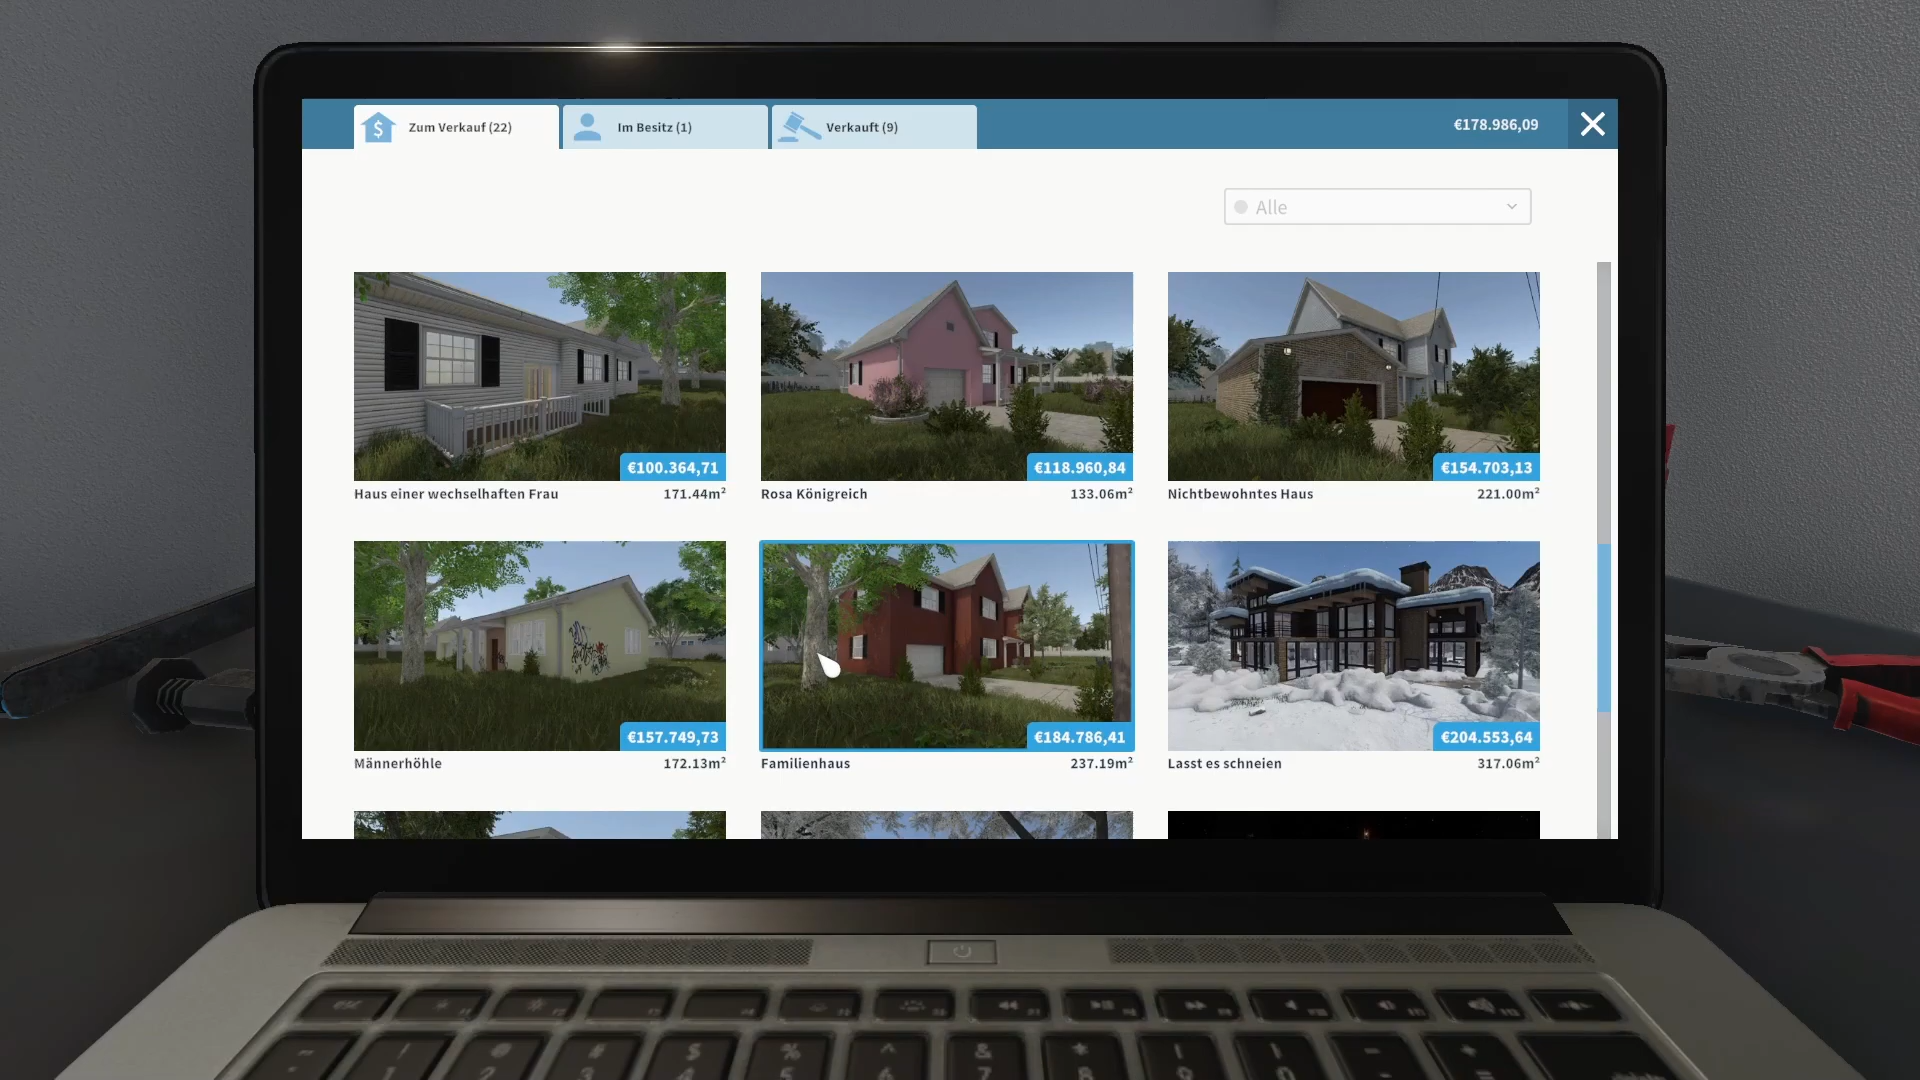 Zum Verkauf (22)
Im Besitz (1)
Verkauft (9)
€178.986,09
Alle
€100.364,71
€118.960,84
€154.703,13
Haus einer wechselhaften Frau
171.44m²
Rosa Königreich
133.06m²
Nichtbewohntes Haus
221.00m²
€157.749,73
€184.786,41
€204.553,64
Männerhöhle
172.13m²
Familienhaus
237.19m²
Lasst es schneien
317.06m²